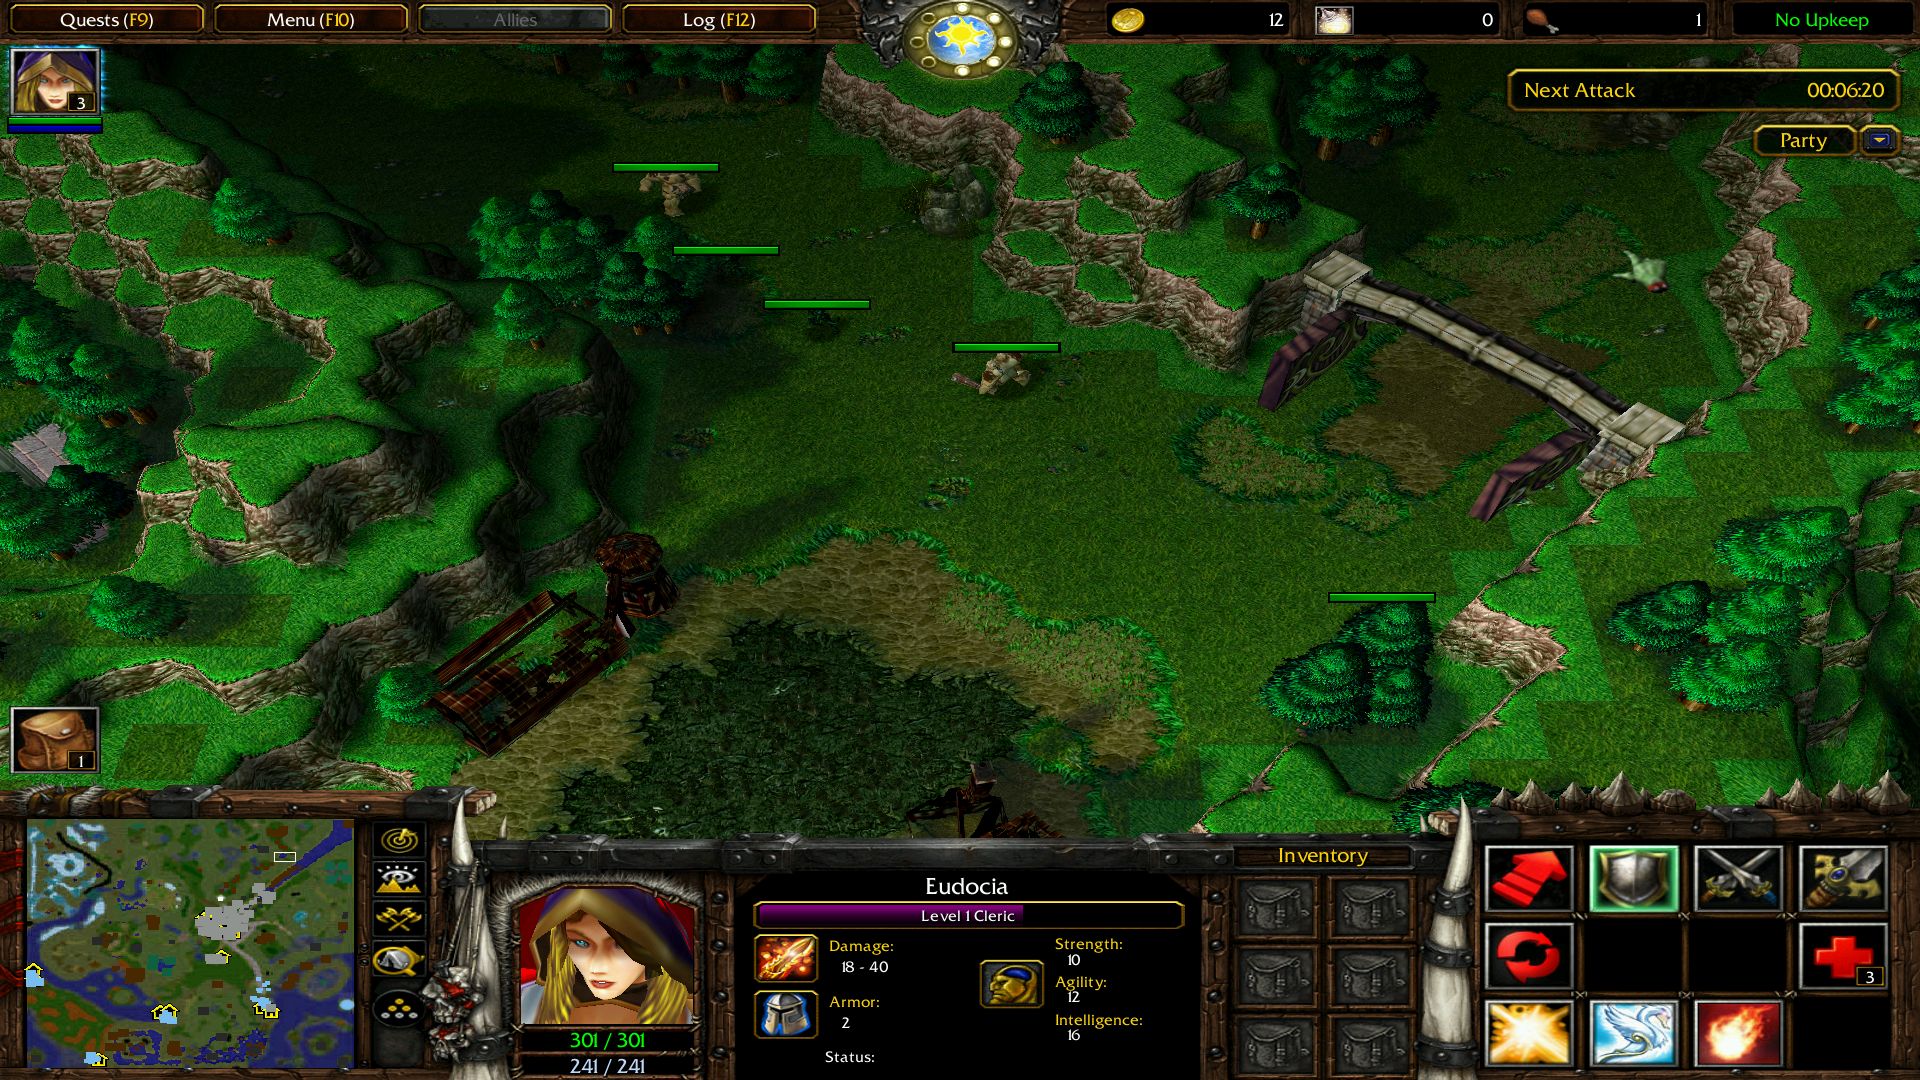 Quests (F9) Menu (F10) Allies Log (F12) 12 0 1 No Upkeep
3
Next Attack 00:06:20
Party
1
Inventory
Eudocia
Level 1 Cleric
Damage:
18 - 40
Armor:
2
Status:
Strength:
10
Agility:
12
Intelligence:
16
301 / 301
241 / 241
3